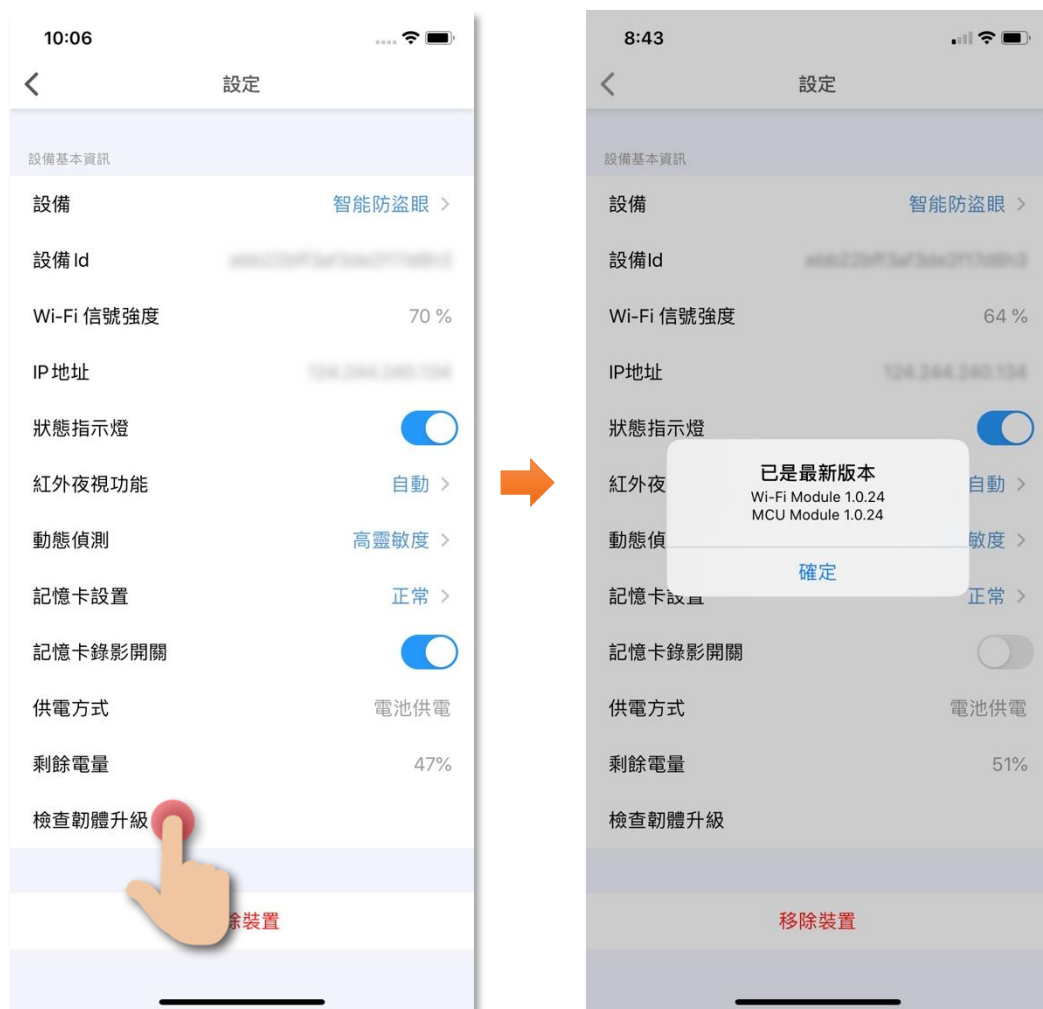 10:06
設定
設備基本資訊
設備 智能防盜眼
設備Id
Wi-Fi 信號強度 70 %
IP地址
狀態指示燈
紅外夜視功能 自動
動態偵測 高靈敏度
記憶卡設置 正常
記憶卡錄影開關
供電方式 電池供電
剩餘電量 47%
檢查韌體升級
裝置
8:43
設定
設備基本資訊
設備 智能防盜眼
設備Id
Wi-Fi 信號強度 64 %
IP地址
狀態指示燈
紅外夜 自動
動態偵 敏度
已是最新版本
Wi-Fi Module 1.0.24
MCU Module 1.0.24
確定
記憶卡設置 正常
記憶卡錄影開關
供電方式 電池供電
剩餘電量 51%
檢查韌體升級
移除裝置